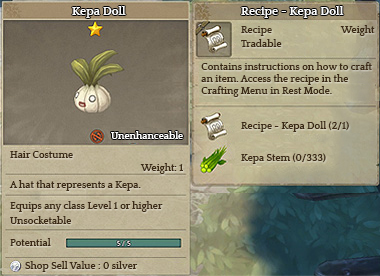 Kepa Doll
Unenhanceable
Hair Costume
Weight: 1
A hat that represents a Kepa.
Equips any class Level 1 or higher
Unsocketable
Potential 5 / 5
Shop Sell Value : 0 silver
Recipe - Kepa Doll
Recipe Weight
Tradable
Contains instructions on how to craft
an item. Access the recipe in the
Crafting Menu in Rest Mode.
Recipe - Kepa Doll (2/1)
Kepa Stem (0/333)